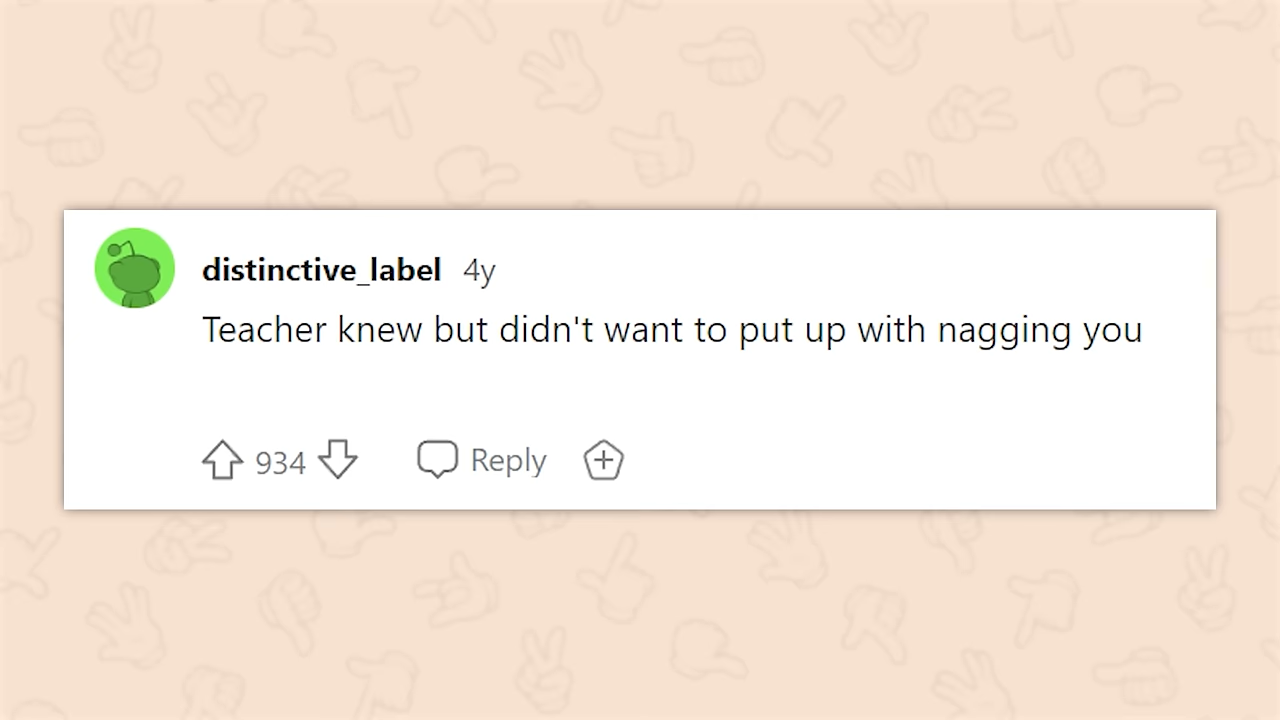 distinctive_label 4y
Teacher knew but didn't want to put up with nagging you
934 Reply